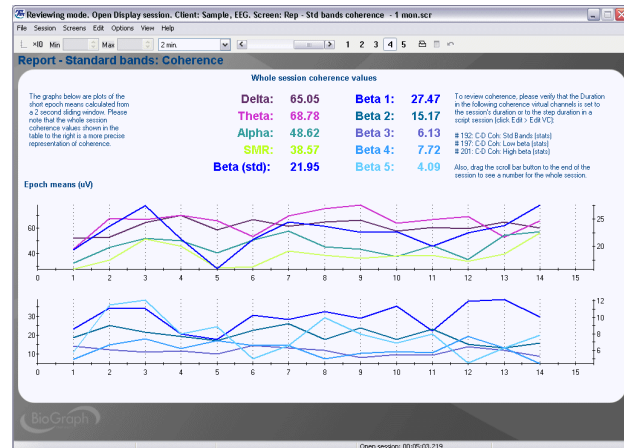 Reviewing mode. Open Display session. Client: Sample, EEG. Screen: Rep - Std bands coherence - 1 mon.scr
File Session Screens Edit Options View Help
×10 Min Max 2 min. 1 2 3 4 5
Report - Standard bands: Coherence
Whole session coherence values
The graphs below are plots of the
short epoch means calculated from
a 2 second sliding window. Please
note that the whole session
coherence values shown in the
table to the right is a more precise
representation of coherence.
Delta: 65.05 Beta 1: 27.47
Theta: 68.78 Beta 2: 15.17
Alpha: 48.62 Beta 3: 6.13
SMR: 38.57 Beta 4: 7.72
Beta (std): 21.95 Beta 5: 4.09
To review coherence, please verify that the Duration
in the following coherence virtual channels is set to
the session's duration or to the step duration in a
script session (click Edit > Edit VC):
# 192: C-D Coh: Std Bands (stats)
# 197: C-D Coh: Low beta (stats)
# 201: C-D Coh: High beta (stats)
Also, drag the scroll bar button to the end of the
session to see a number for the whole session.
Epoch means (uV)
60
40
25
20
0 1 2 3 4 5 6 7 8 9 10 11 12 13 14 15
30
20
10
12
10
8
6
0 1 2 3 4 5 6 7 8 9 10 11 12 13 14 15
BioGraph
Open session: 00:05:03.219